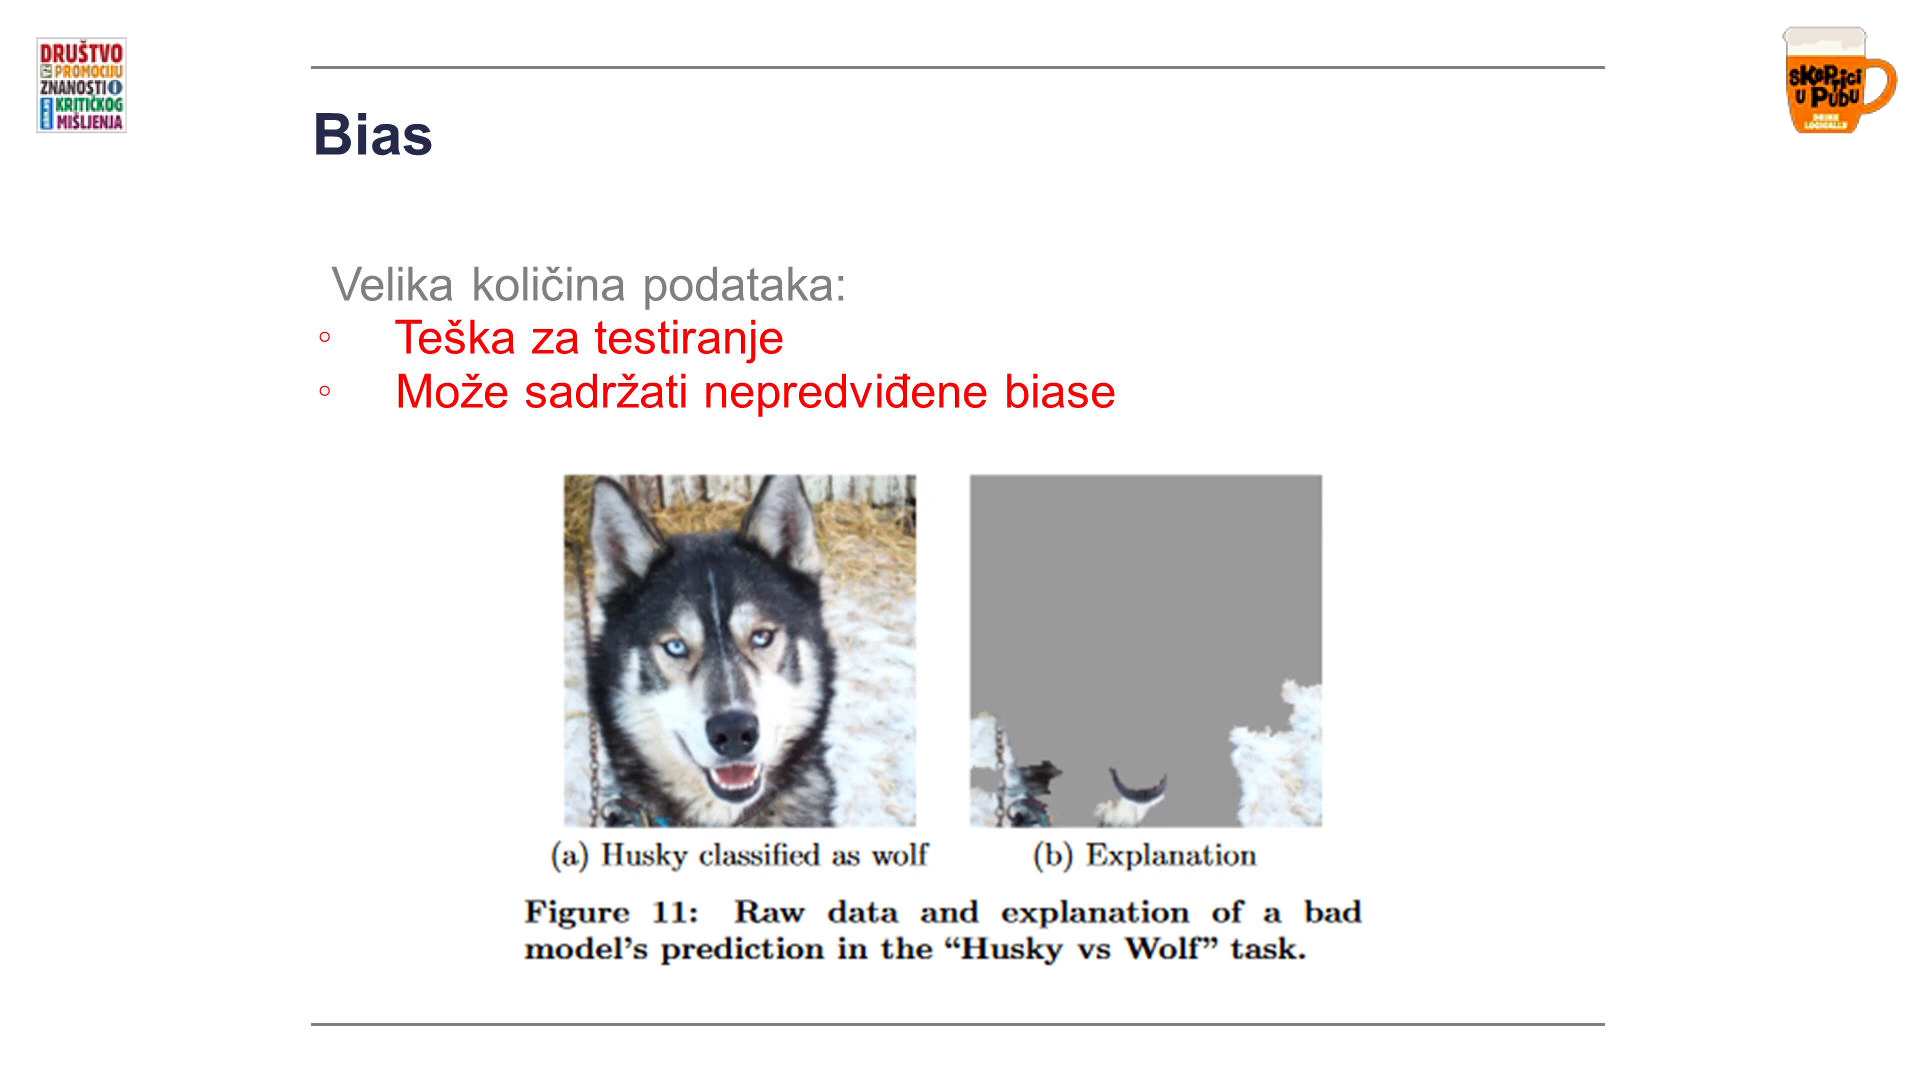 DRUŠTVO
ZA PROMOCIJU
ZNANOSTI I
KRITIČKOG
MIŠLJENJA
SKEPTICI
U PUBU
DRINK
LOGICALLY
Bias
Velika količina podataka:
◦ Teška za testiranje
◦ Može sadržati nepredviđene biase
(a) Husky classified as wolf
(b) Explanation
Figure 11: Raw data and explanation of a bad
model’s prediction in the “Husky vs Wolf” task.